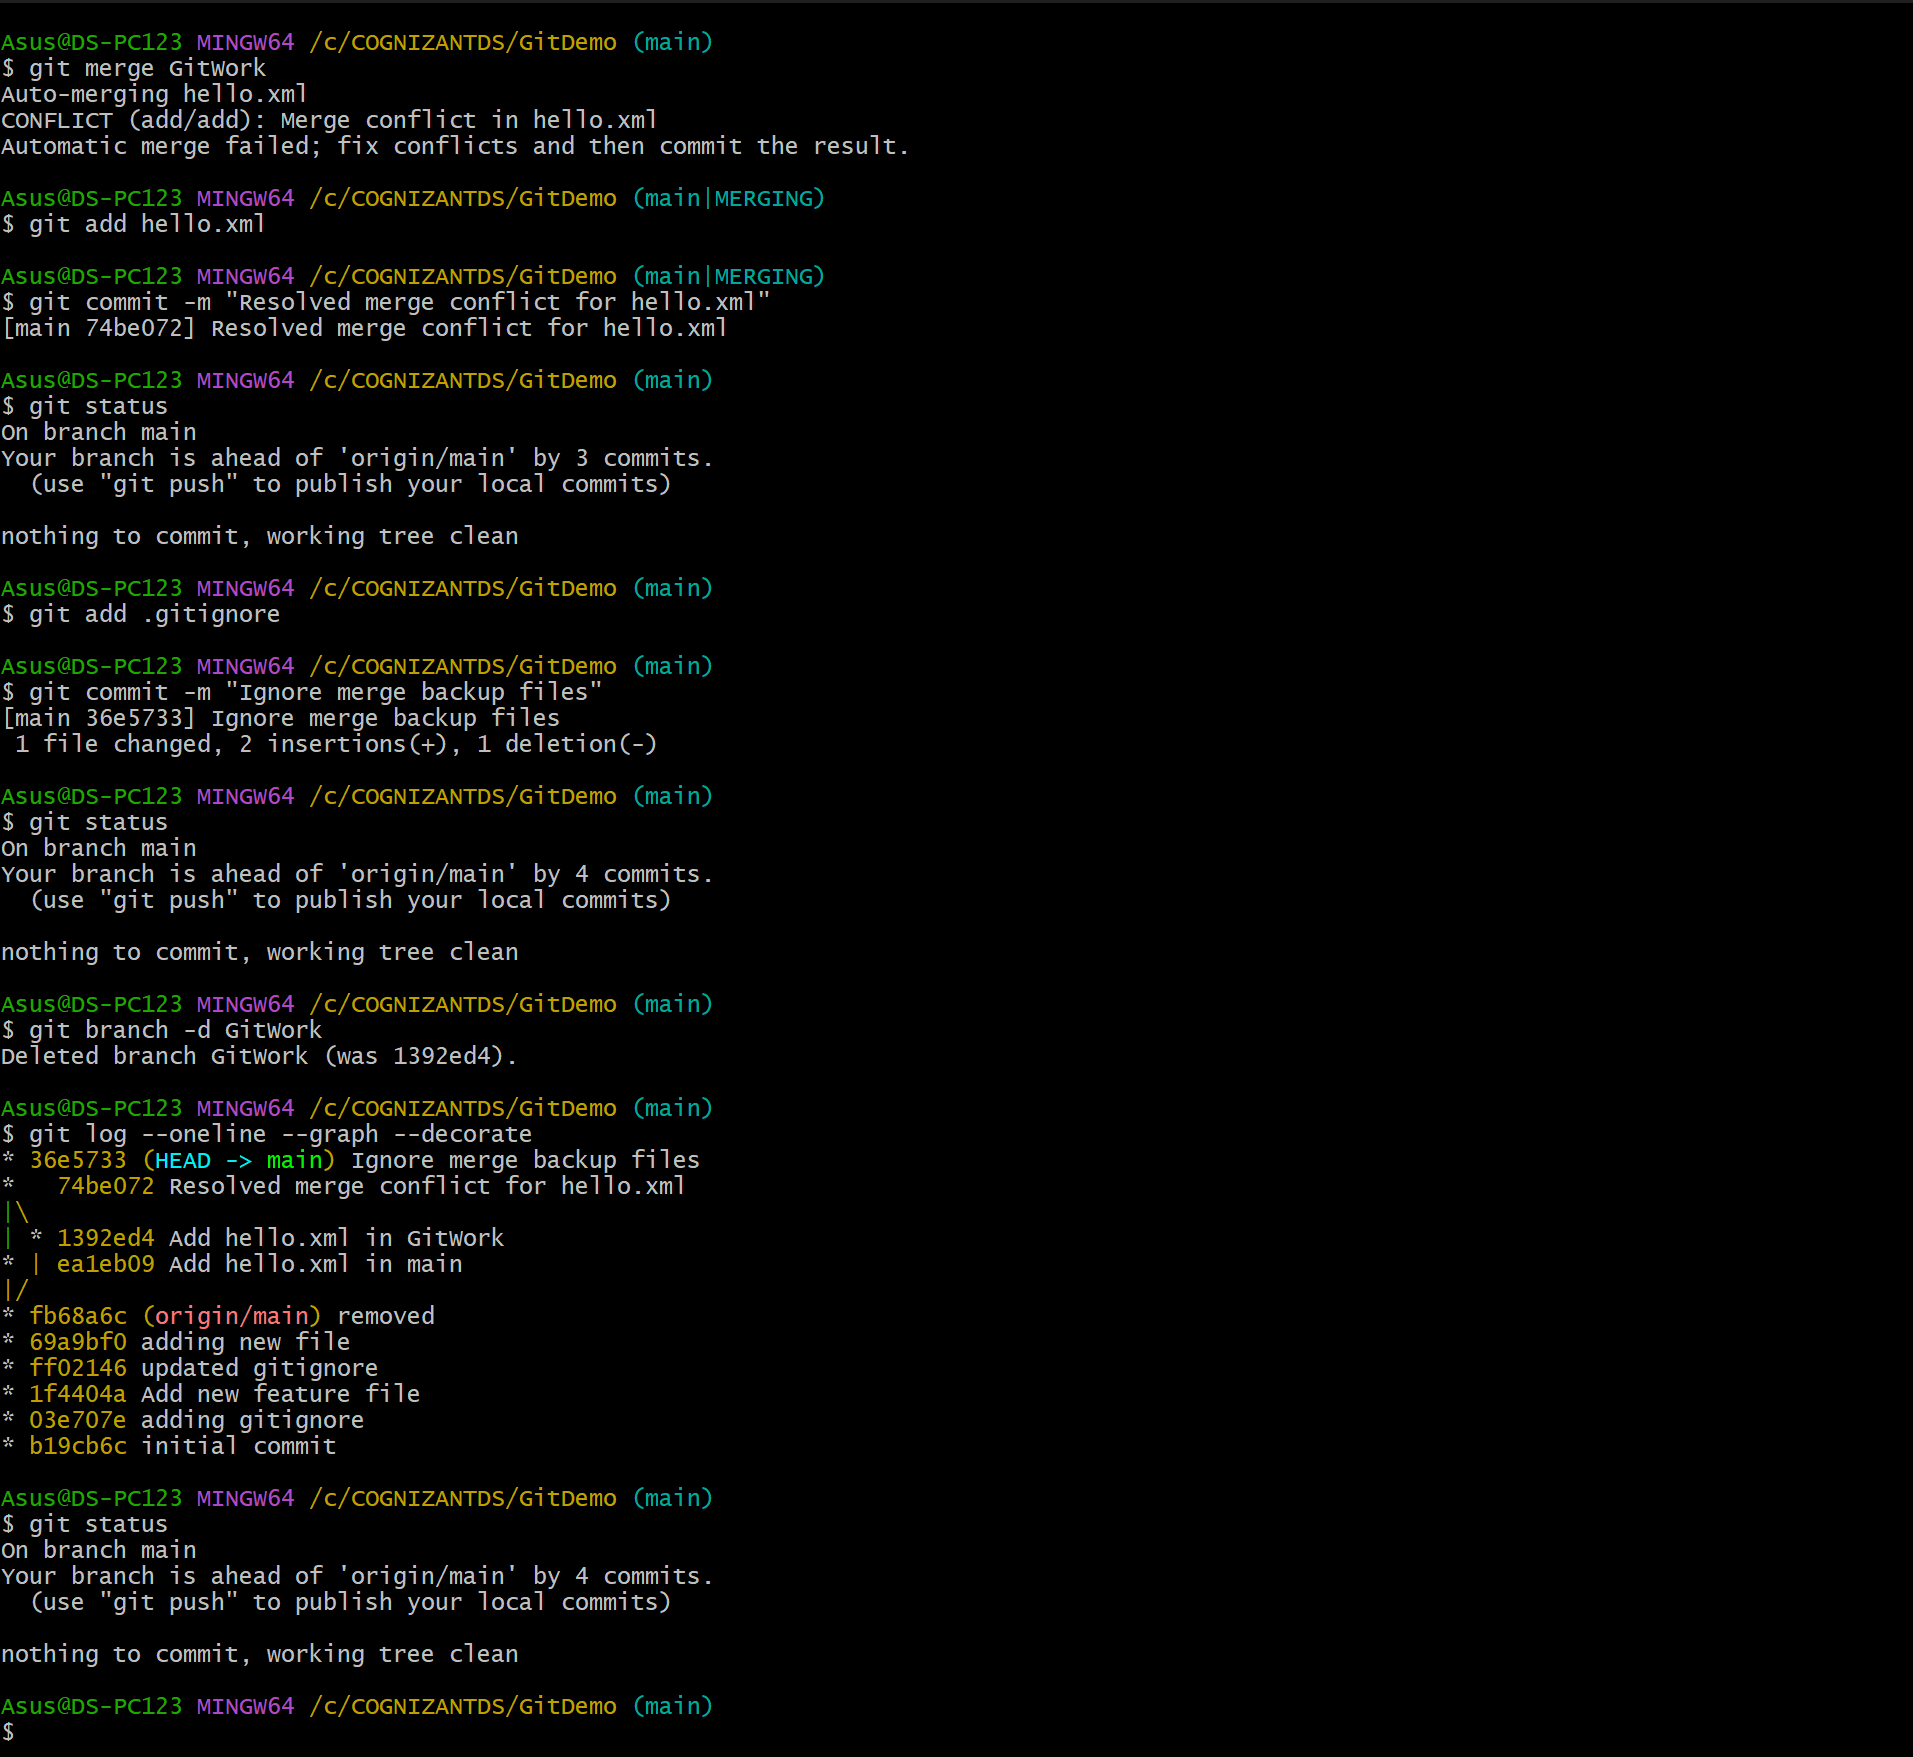 Asus@DS-PC123 MINGW64 /c/COGNIZANTDS/GitDemo (main)
$ git merge GitWork
Auto-merging hello.xml
CONFLICT (add/add): Merge conflict in hello.xml
Automatic merge failed; fix conflicts and then commit the result.
Asus@DS-PC123 MINGW64 /c/COGNIZANTDS/GitDemo (main|MERGING)
$ git add hello.xml
Asus@DS-PC123 MINGW64 /c/COGNIZANTDS/GitDemo (main|MERGING)
$ git commit -m "Resolved merge conflict for hello.xml"
[main 74be072] Resolved merge conflict for hello.xml
Asus@DS-PC123 MINGW64 /c/COGNIZANTDS/GitDemo (main)
$ git status
On branch main
Your branch is ahead of 'origin/main' by 3 commits.
  (use "git push" to publish your local commits)
nothing to commit, working tree clean
Asus@DS-PC123 MINGW64 /c/COGNIZANTDS/GitDemo (main)
$ git add .gitignore
Asus@DS-PC123 MINGW64 /c/COGNIZANTDS/GitDemo (main)
$ git commit -m "Ignore merge backup files"
[main 36e5733] Ignore merge backup files
 1 file changed, 2 insertions(+), 1 deletion(-)
Asus@DS-PC123 MINGW64 /c/COGNIZANTDS/GitDemo (main)
$ git status
On branch main
Your branch is ahead of 'origin/main' by 4 commits.
  (use "git push" to publish your local commits)
nothing to commit, working tree clean
Asus@DS-PC123 MINGW64 /c/COGNIZANTDS/GitDemo (main)
$ git branch -d GitWork
Deleted branch GitWork (was 1392ed4).
Asus@DS-PC123 MINGW64 /c/COGNIZANTDS/GitDemo (main)
$ git log --oneline --graph --decorate
* 36e5733 (HEAD -> main) Ignore merge backup files
*   74be072 Resolved merge conflict for hello.xml
|\
| * 1392ed4 Add hello.xml in GitWork
* | ea1eb09 Add hello.xml in main
|/
* fb68a6c (origin/main) removed
* 69a9bf0 adding new file
* ff02146 updated gitignore
* 1f4404a Add new feature file
* 03e707e adding gitignore
* b19cb6c initial commit
Asus@DS-PC123 MINGW64 /c/COGNIZANTDS/GitDemo (main)
$ git status
On branch main
Your branch is ahead of 'origin/main' by 4 commits.
  (use "git push" to publish your local commits)
nothing to commit, working tree clean
Asus@DS-PC123 MINGW64 /c/COGNIZANTDS/GitDemo (main)
$